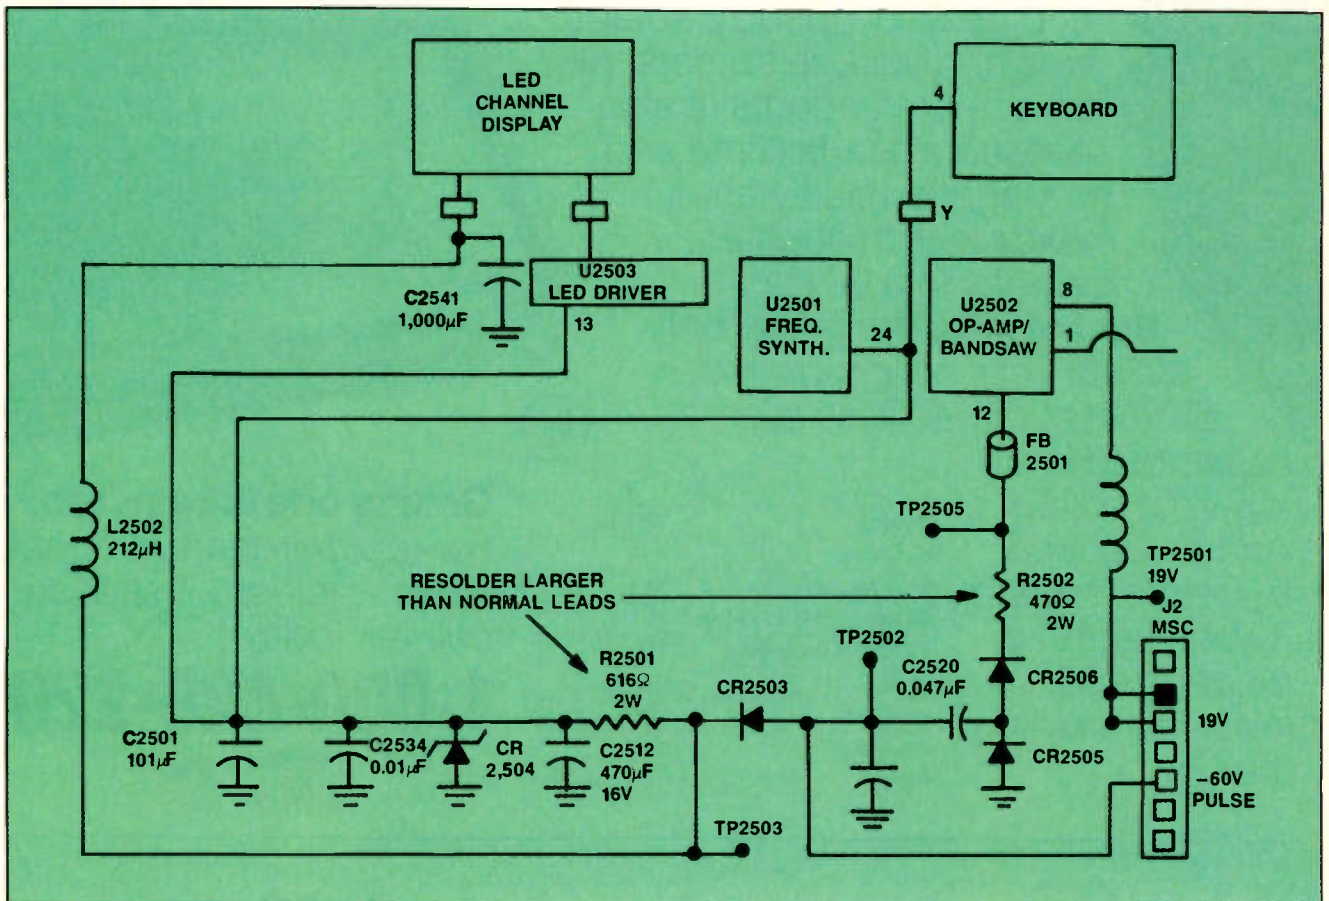 LED
CHANNEL
DISPLAY
4
KEYBOARD
Y
C2541
1,000µF
U2503
LED DRIVER
13
U2501
FREQ.
SYNTH.
24
U2502
OP-AMP/
BANDSAW
8
1
12
FB
2501
L2502
212µH
TP2505
TP2501
19V
RESOLDER LARGER
THAN NORMAL LEADS
R2502
470Ω
2W
J2
MSC
TP2502
R2501
616Ω
2W
CR2503
C2520
0.047µF
CR2506
19V
C2501
101µF
C2534
0.01µF
CR
2,504
C2512
470µF
16V
CR2505
-60V
PULSE
TP2503